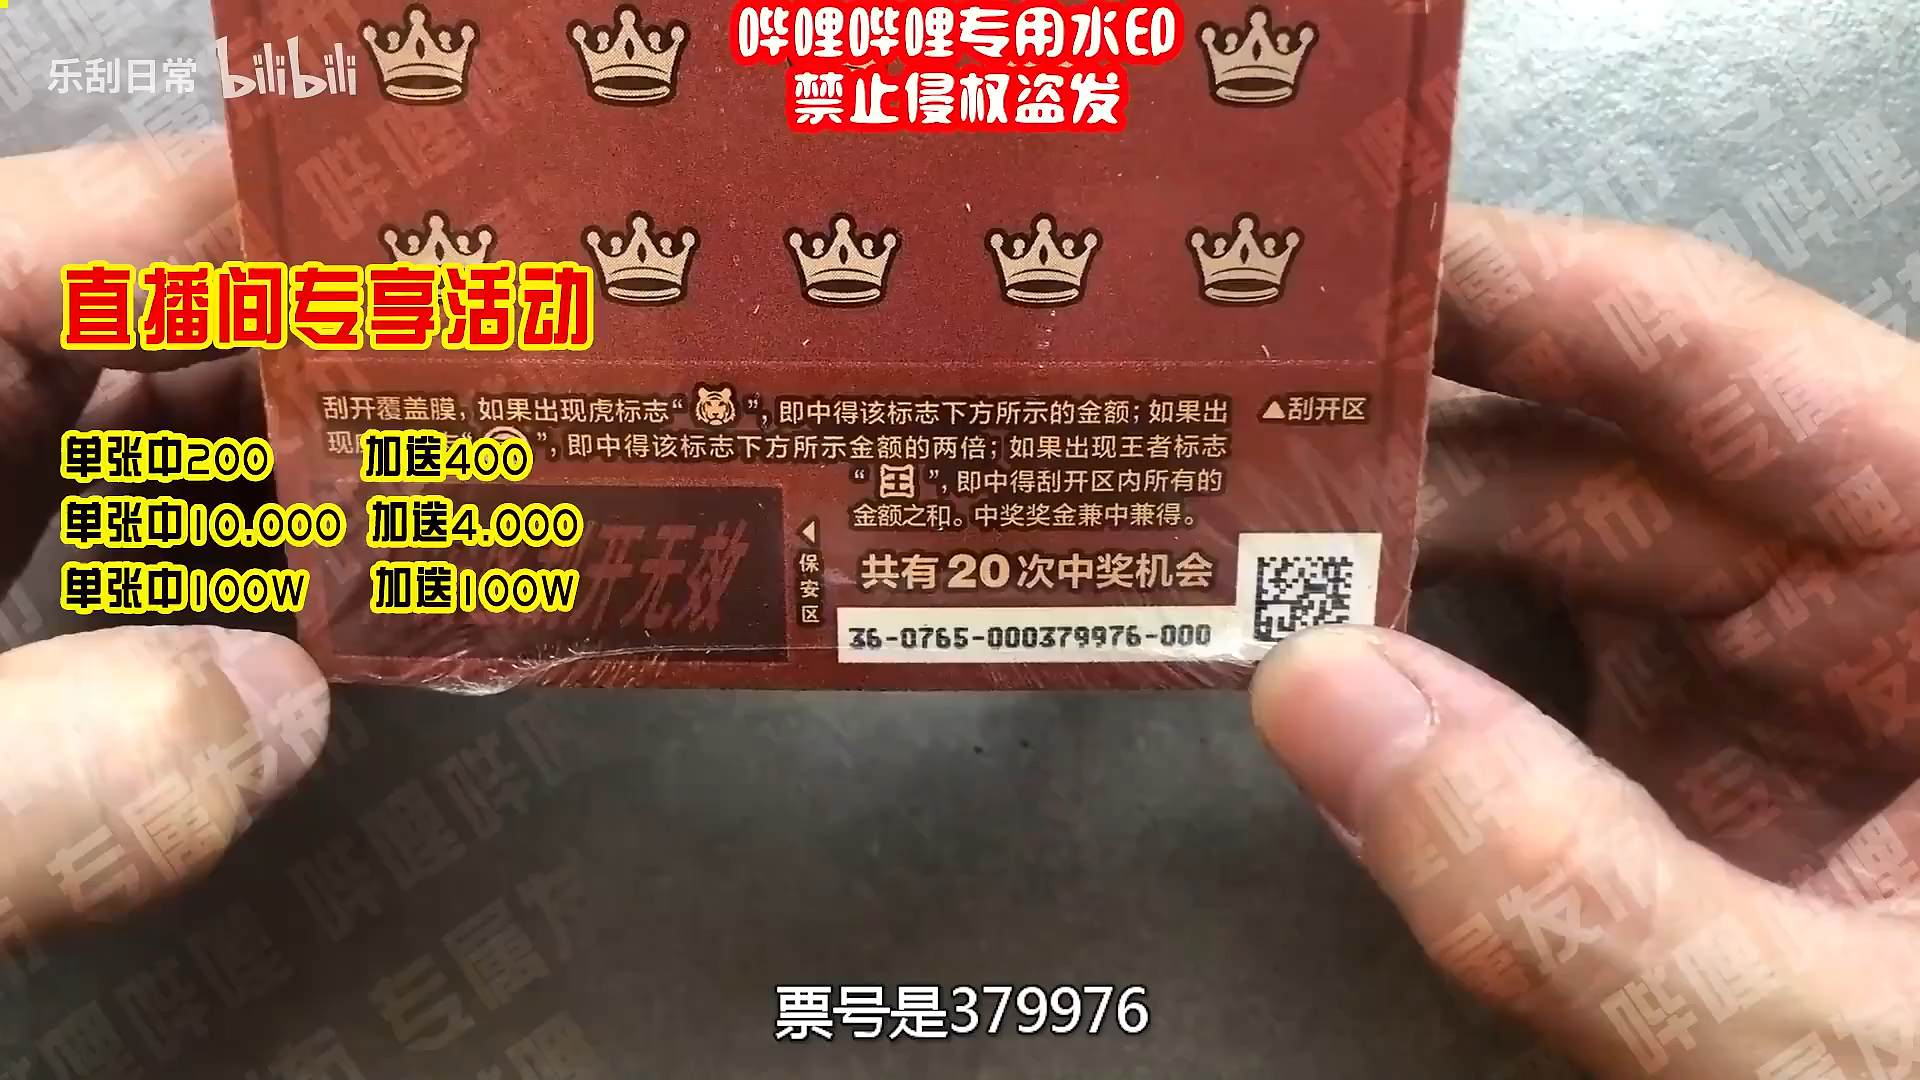 哔哩哔哩专用水印
禁止侵权盗发
乐刮日常 bilibili
直播间专享活动
单张中200 加送400
单张中10.000 加送4.000
单张中100W 加送100W
刮开覆盖膜，如果出现虎标志“ ”，即中得该标志下方所示的金额；如果出
现 “ ”，即中得该标志下方所示金额的两倍；如果出现王者标志
“王”，即中得刮开区内所有的
金额之和。中奖奖金兼中兼得。
▲刮开区
◀保安区
开无效
共有20次中奖机会
36-0765-000379976-000
票号是379976